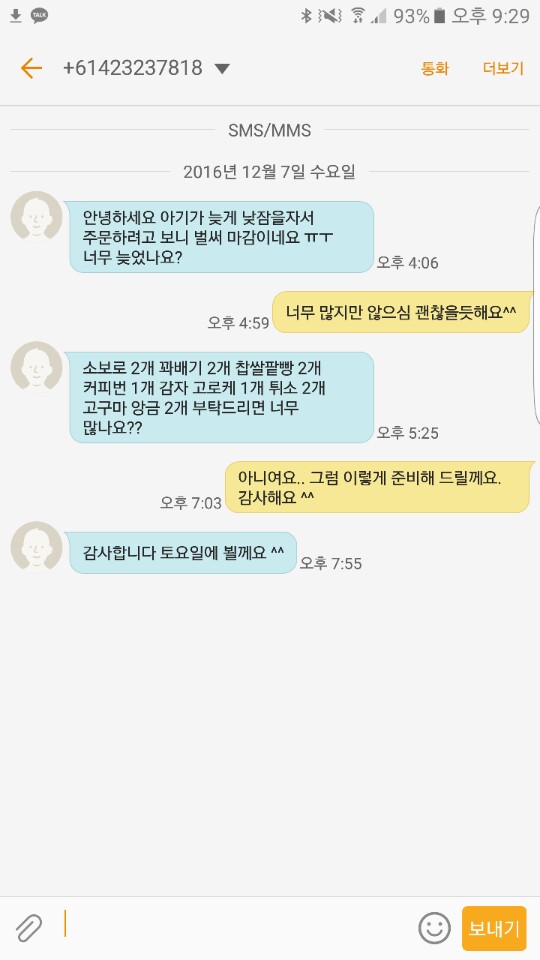 TALK 93% 오후 9:29
+61423237818 통화 더보기
SMS/MMS
2016년 12월 7일 수요일
안녕하세요 아기가 늦게 낮잠을자서
주문하려고 보니 벌써 마감이네요 ㅠㅜ
너무 늦었나요?
오후 4:06
너무 많지만 않으심 괜찮을듯해요^^
오후 4:59
소보로 2개 꽈배기 2개 찹쌀팥빵 2개
커피번 1개 감자 고로케 1개 튀소 2개
고구마 앙금 2개 부탁드리면 너무
많나요??
오후 5:25
아니여요.. 그럼 이렇게 준비해 드릴께요.
감사해요 ^^
오후 7:03
감사합니다 토요일에 뵐께요 ^^
오후 7:55
보내기